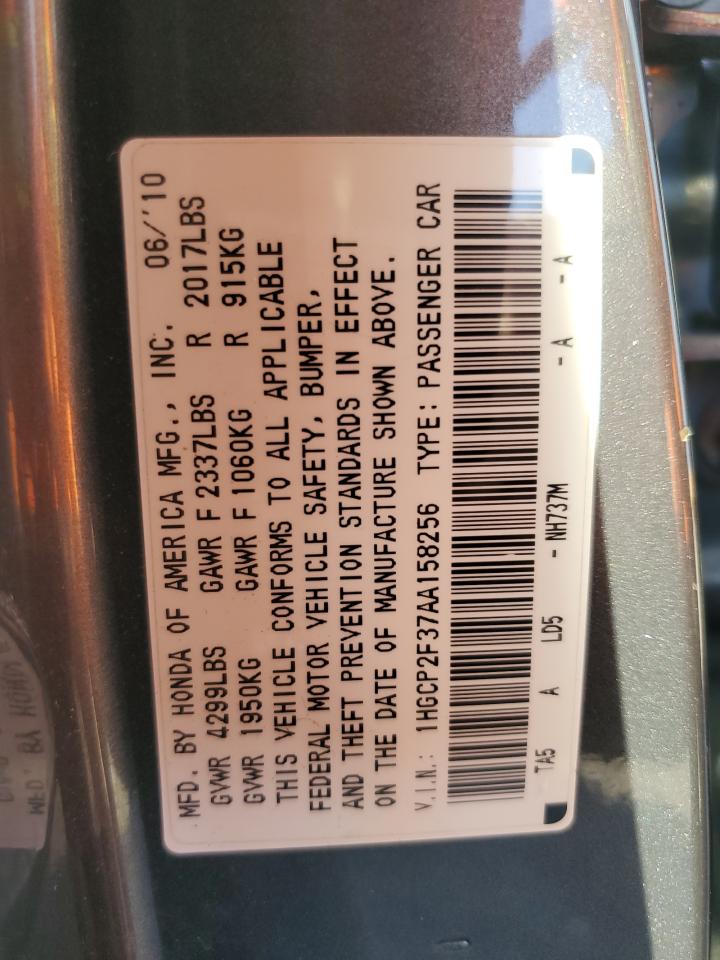 MFD. BY HONDA OF AMERICA MFG., INC. 06/'10
GVWR 4299LBS GAWR F 2337LBS R 2017LBS
GVWR 1950KG GAWR F 1060KG R 915KG
THIS VEHICLE CONFORMS TO ALL APPLICABLE
FEDERAL MOTOR VEHICLE SAFETY, BUMPER,
AND THEFT PREVENTION STANDARDS IN EFFECT
ON THE DATE OF MANUFACTURE SHOWN ABOVE.
V.I.N.: 1HGCP2F37AA158256 TYPE: PASSENGER CAR
TA5 A LD5 - NH737M - A - A